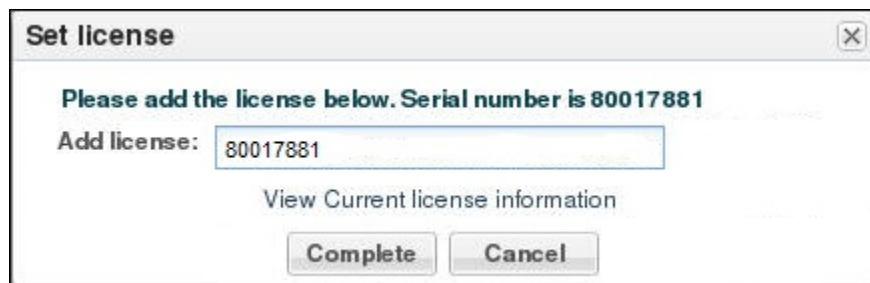 Set license
Please add the license below. Serial number is 80017881
Add license: 80017881
View Current license information
Complete Cancel